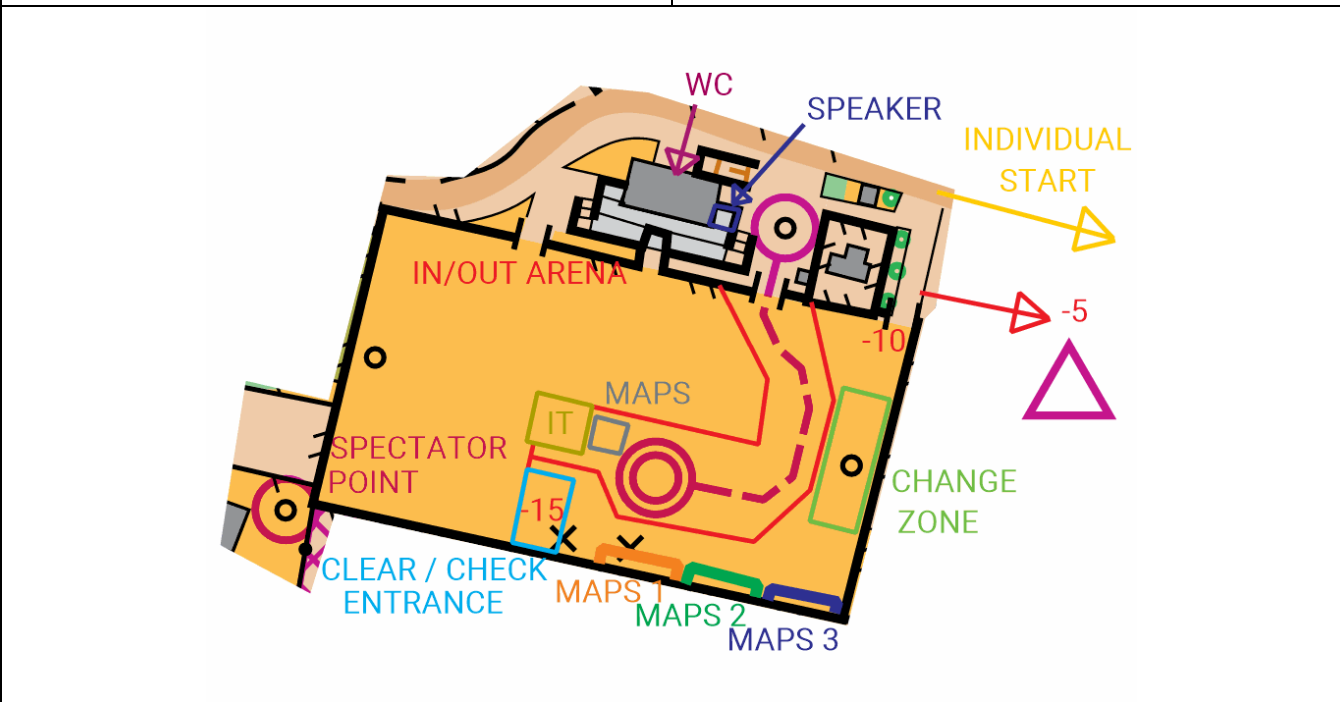 WC
SPEAKER
INDIVIDUAL
START
IN/OUT ARENA
-5
-10
MAPS
IT
SPECTATOR
POINT
CHANGE
ZONE
-15
CLEAR / CHECK
ENTRANCE
MAPS 1
MAPS 2
MAPS 3